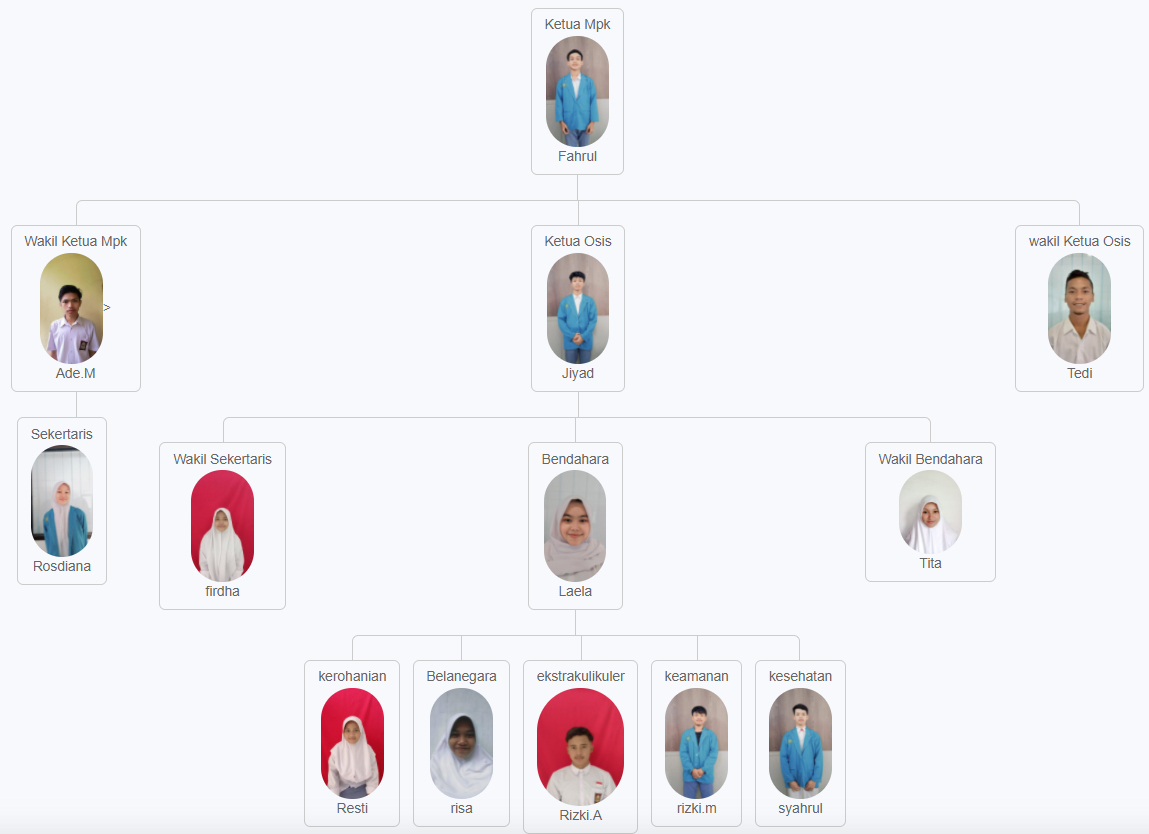 Ketua Mpk
Fahrul
Wakil Ketua Mpk
>
Ade.M
Ketua Osis
Jiyad
wakil Ketua Osis
Tedi
Sekertaris
Rosdiana
Wakil Sekertaris
firdha
Bendahara
Laela
Wakil Bendahara
Tita
kerohanian
Resti
Belanegara
risa
ekstrakulikuler
Rizki.A
keamanan
rizki.m
kesehatan
syahrul